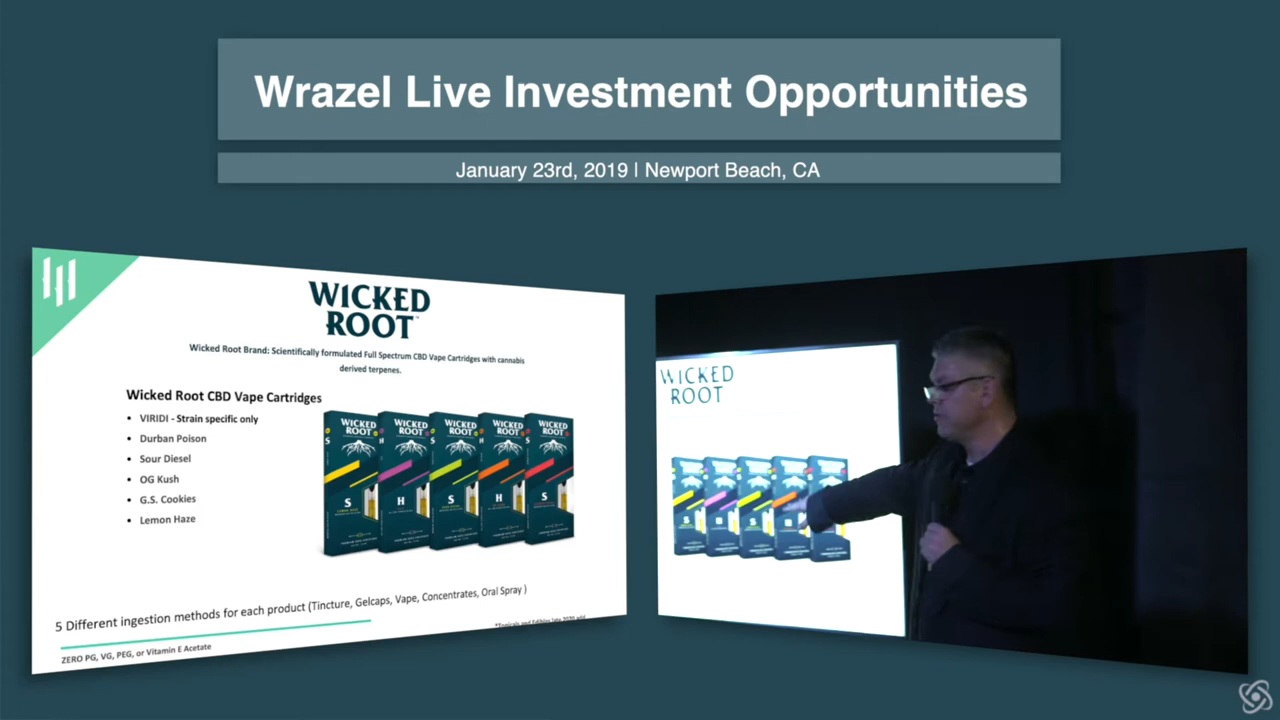 Wrazel Live Investment Opportunities
January 23rd, 2019 | Newport Beach, CA
WICKED
ROOT™
Wicked Root Brand: Scientifically formulated Full Spectrum CBD Vape Cartridges with cannabis
derived terpenes.
Wicked Root CBD Vape Cartridges
• VIRIDI - Strain specific only
• Durban Poison
• Sour Diesel
• OG Kush
• G.S. Cookies
• Lemon Haze
WICKED
ROOT
S
WICKED
ROOT
H
WICKED
ROOT
S
WICKED
ROOT
H
WICKED
ROOT
S
5 Different ingestion methods for each product (Tincture, Gelcaps, Vape, Concentrates, Oral Spray )
ZERO PG, VG, PEG, or Vitamin E Acetate
WICKED
ROOT